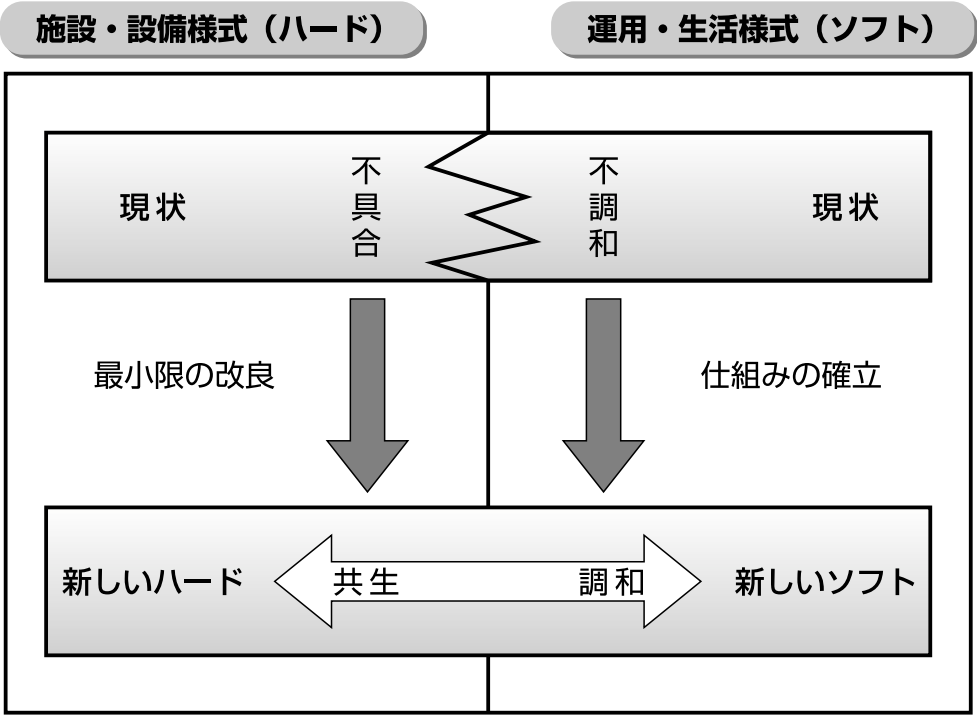 施設・設備様式（ハード）
運用・生活様式（ソフト）
現状
不具合
不調和
現状
最小限の改良
仕組みの確立
新しいハード
共生
調和
新しいソフト